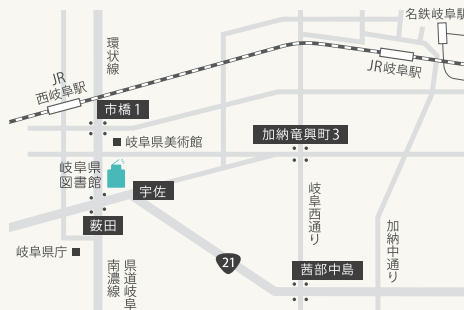 名鉄岐阜駅
環状線
JR
西岐阜駅
JR岐阜駅
市橋1
岐阜県美術館
加納竜興町3
岐阜県
図書館
宇佐
薮田
岐阜西通り
加納中通り
岐阜県庁
県道岐阜
南濃線
21
茜部中島